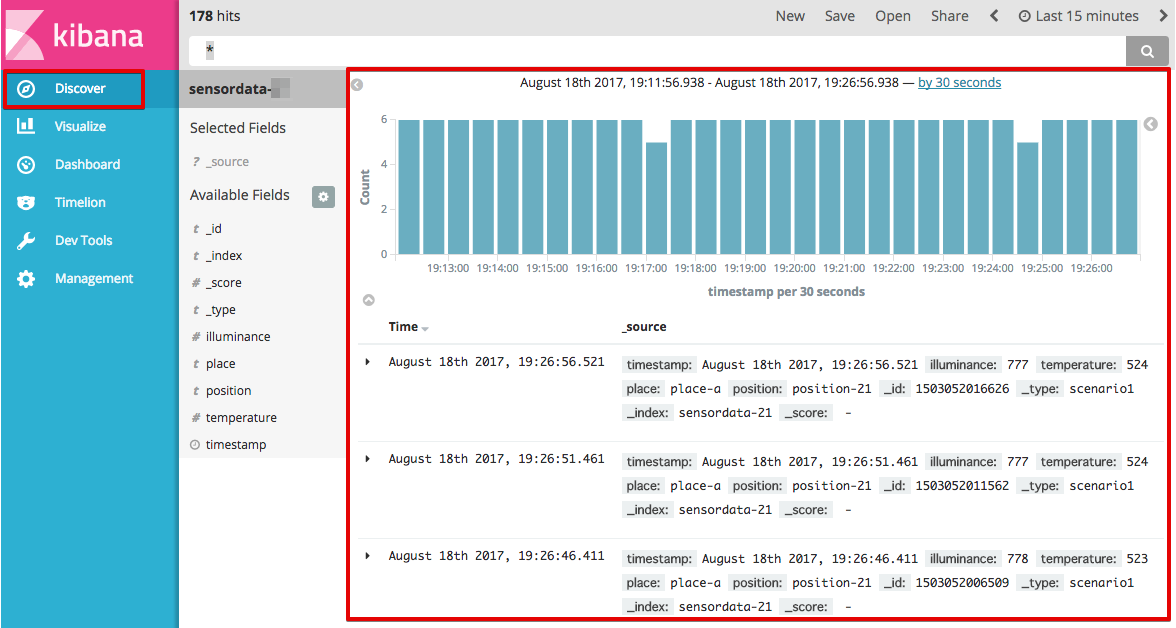 kibana
Discover
Visualize
Dashboard
Timelion
Dev Tools
Management
178 hits
New Save Open Share Last 15 minutes
*
sensordata-
Selected Fields
? _source
Available Fields
t _id
t _index
# _score
t _type
# illuminance
t place
t position
# temperature
timestamp
August 18th 2017, 19:11:56.938 - August 18th 2017, 19:26:56.938 — by 30 seconds
Count
6
4
2
0
19:13:00 19:14:00 19:15:00 19:16:00 19:17:00 19:18:00 19:19:00 19:20:00 19:21:00 19:22:00 19:23:00 19:24:00 19:25:00 19:26:00
timestamp per 30 seconds
Time _source
August 18th 2017, 19:26:56.521 timestamp: August 18th 2017, 19:26:56.521 illuminance: 777 temperature: 524
place: place-a position: position-21 _id: 1503052016626 _type: scenario1
_index: sensordata-21 _score: -
August 18th 2017, 19:26:51.461 timestamp: August 18th 2017, 19:26:51.461 illuminance: 777 temperature: 524
place: place-a position: position-21 _id: 1503052011562 _type: scenario1
_index: sensordata-21 _score: -
August 18th 2017, 19:26:46.411 timestamp: August 18th 2017, 19:26:46.411 illuminance: 778 temperature: 523
place: place-a position: position-21 _id: 1503052006509 _type: scenario1
_index: sensordata-21 _score: -